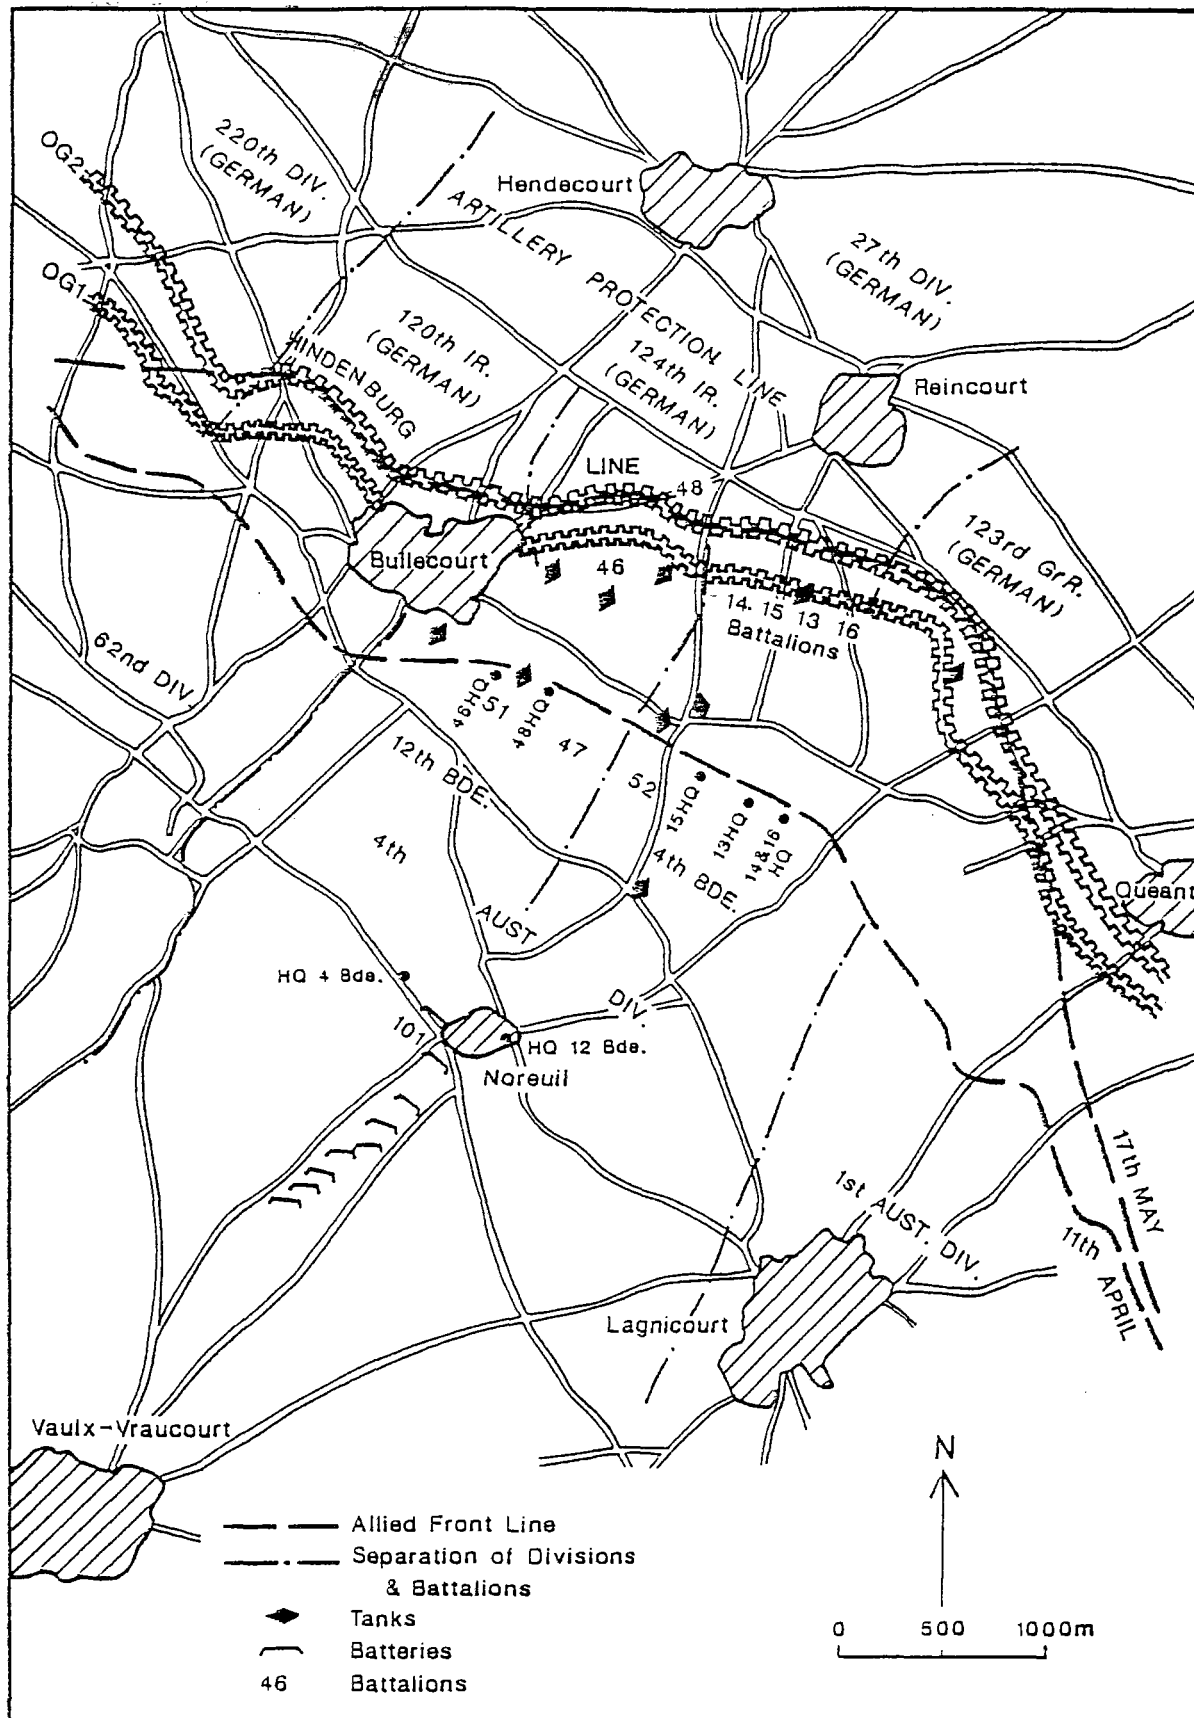 220th DIV.
(GERMAN)
OG2
OG1
Hendecourt
ARTILLERY PROTECTION LINE
27th DIV.
(GERMAN)
120th IR.
(GERMAN)
124th IR.
(GERMAN)
HINDENBURG
LINE
Reincourt
48
123rd GrR.
(GERMAN)
Bullecourt
46
14. 15 13 16
Battalions
62nd DIV.
46HQ
51
48HQ
47
52
12th BDE.
15HQ
13HQ
14&16
HQ
4th BDE.
4th
AUST
DIV.
Queant
HQ 4 Bde.
101
HQ 12 Bde.
Noreuil
17th MAY
11th APRIL
1st AUST. DIV.
Lagnicourt
Vaulx-Vraucourt
N
Allied Front Line
Separation of Divisions
& Battalions
Tanks
Batteries
46 Battalions
0 500 1000m